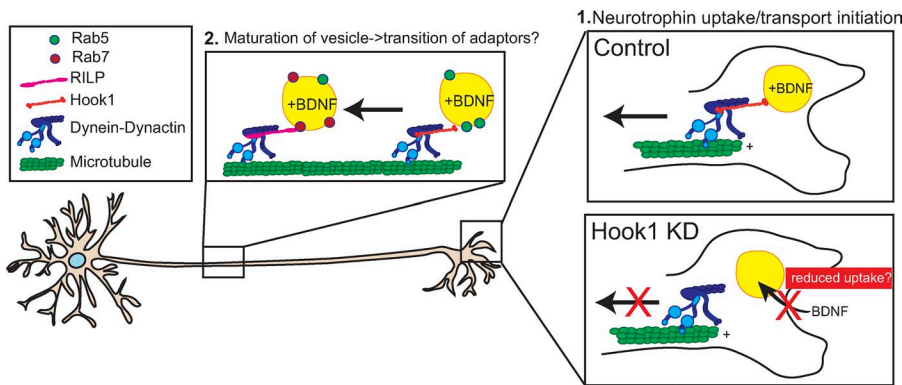 Rab5
Rab7
RILP
Hook1
Dynein-Dynactin
Microtubule
2. Maturation of vesicle->transition of adaptors?
+BDNF
+BDNF
1. Neurotrophin uptake/transport initiation
Control
+BDNF
+
Hook1 KD
reduced uptake?
BDNF
+